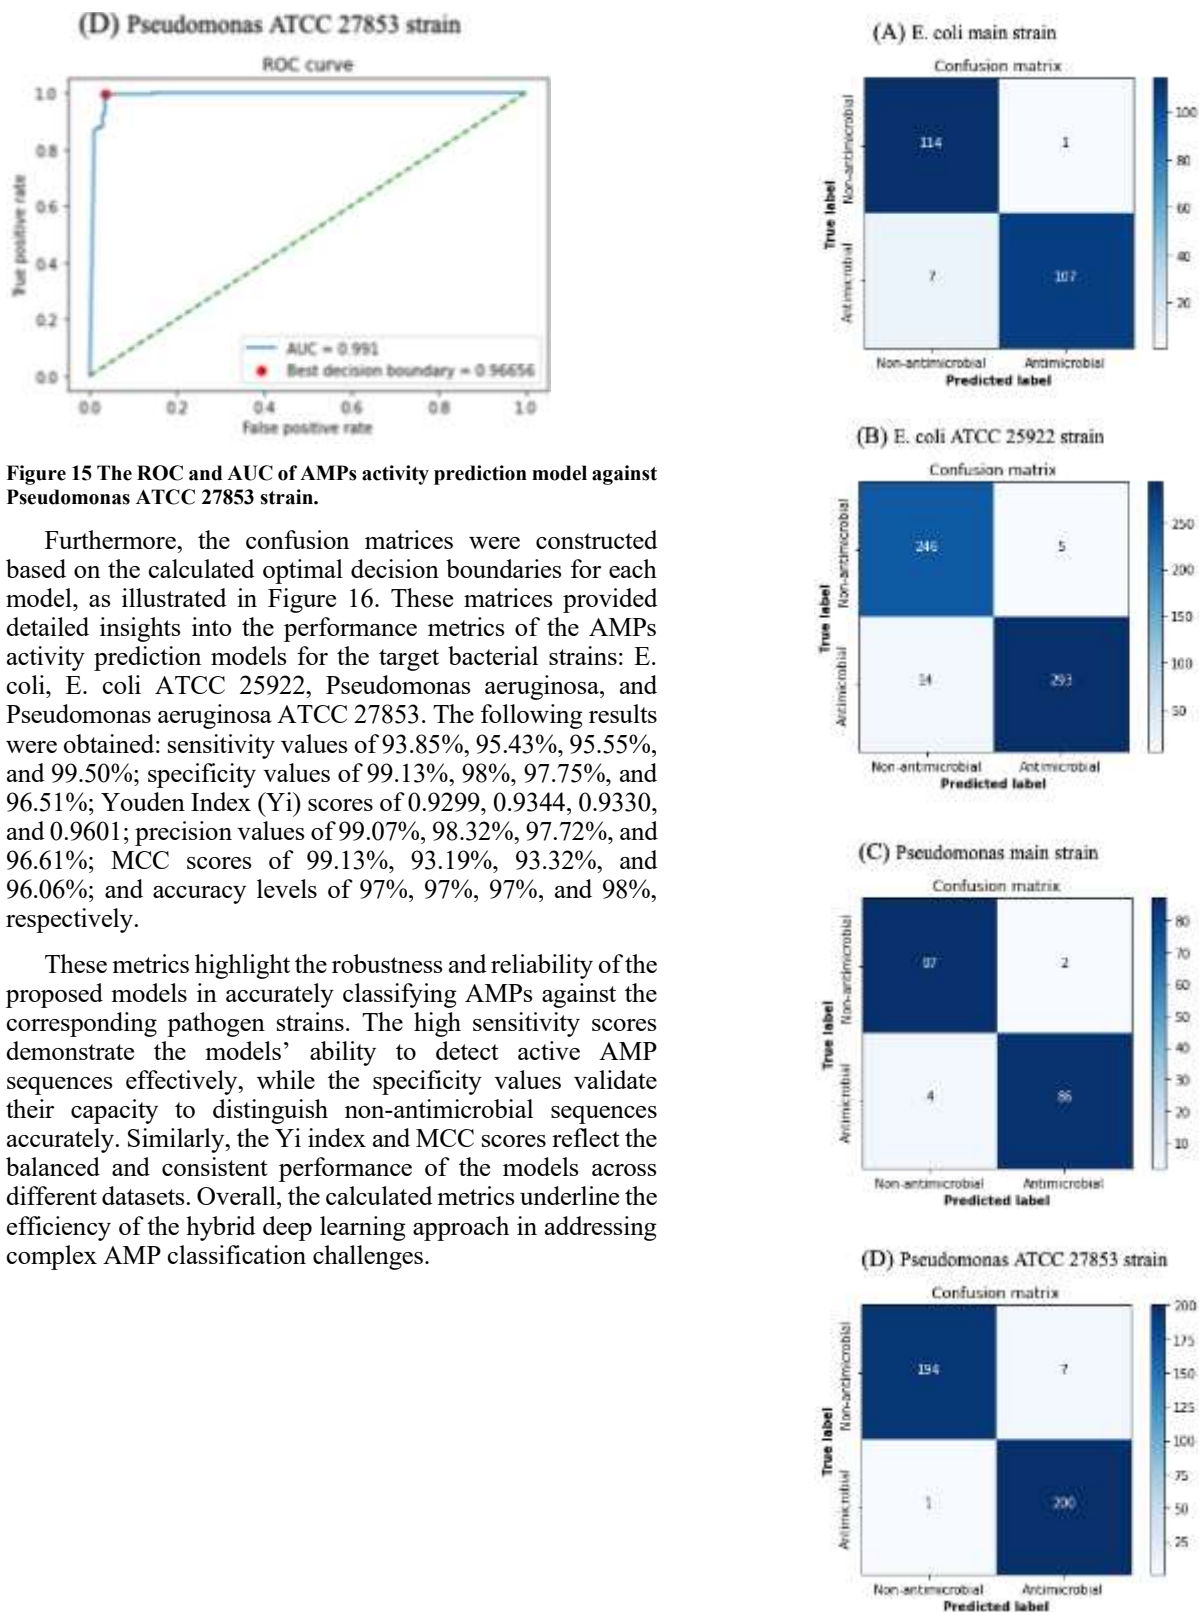 (D) Pseudomonas ATCC 27853 strain
ROC curve
1.0
0.8
0.6
0.4
0.2
0.0
True positive rate
AUC = 0.991
Best decision boundary = 0.96656
0.0 0.2 0.4 0.6 0.8 1.0
False positive rate
Figure 15 The ROC and AUC of AMPs activity prediction model against
Pseudomonas ATCC 27853 strain.
Furthermore, the confusion matrices were constructed
based on the calculated optimal decision boundaries for each
model, as illustrated in Figure 16. These matrices provided
detailed insights into the performance metrics of the AMPs
activity prediction models for the target bacterial strains: E.
coli, E. coli ATCC 25922, Pseudomonas aeruginosa, and
Pseudomonas aeruginosa ATCC 27853. The following results
were obtained: sensitivity values of 93.85%, 95.43%, 95.55%,
and 99.50%; specificity values of 99.13%, 98%, 97.75%, and
96.51%; Youden Index (Yi) scores of 0.9299, 0.9344, 0.9330,
and 0.9601; precision values of 99.07%, 98.32%, 97.72%, and
96.61%; MCC scores of 99.13%, 93.19%, 93.32%, and
96.06%; and accuracy levels of 97%, 97%, 97%, and 98%,
respectively.
These metrics highlight the robustness and reliability of the
proposed models in accurately classifying AMPs against the
corresponding pathogen strains. The high sensitivity scores
demonstrate the models’ ability to detect active AMP
sequences effectively, while the specificity values validate
their capacity to distinguish non-antimicrobial sequences
accurately. Similarly, the Yi index and MCC scores reflect the
balanced and consistent performance of the models across
different datasets. Overall, the calculated metrics underline the
efficiency of the hybrid deep learning approach in addressing
complex AMP classification challenges.
(A) E. coli main strain
Confusion matrix
True label
Non-antimicrobial
Antimicrobial
114 1
7 107
Non-antimicrobial Antimicrobial
Predicted label
100
80
60
40
20
(B) E. coli ATCC 25922 strain
Confusion matrix
True label
Non-antimicrobial
Antimicrobial
246 5
14 293
Non-antimicrobial Antimicrobial
Predicted label
250
200
150
100
50
(C) Pseudomonas main strain
Confusion matrix
True label
Non-antimicrobial
Antimicrobial
87 2
4 86
Non-antimicrobial Antimicrobial
Predicted label
80
70
60
50
40
30
20
10
(D) Pseudomonas ATCC 27853 strain
Confusion matrix
True label
Non-antimicrobial
Antimicrobial
194 7
1 200
Non-antimicrobial Antimicrobial
Predicted label
200
175
150
125
100
75
50
25